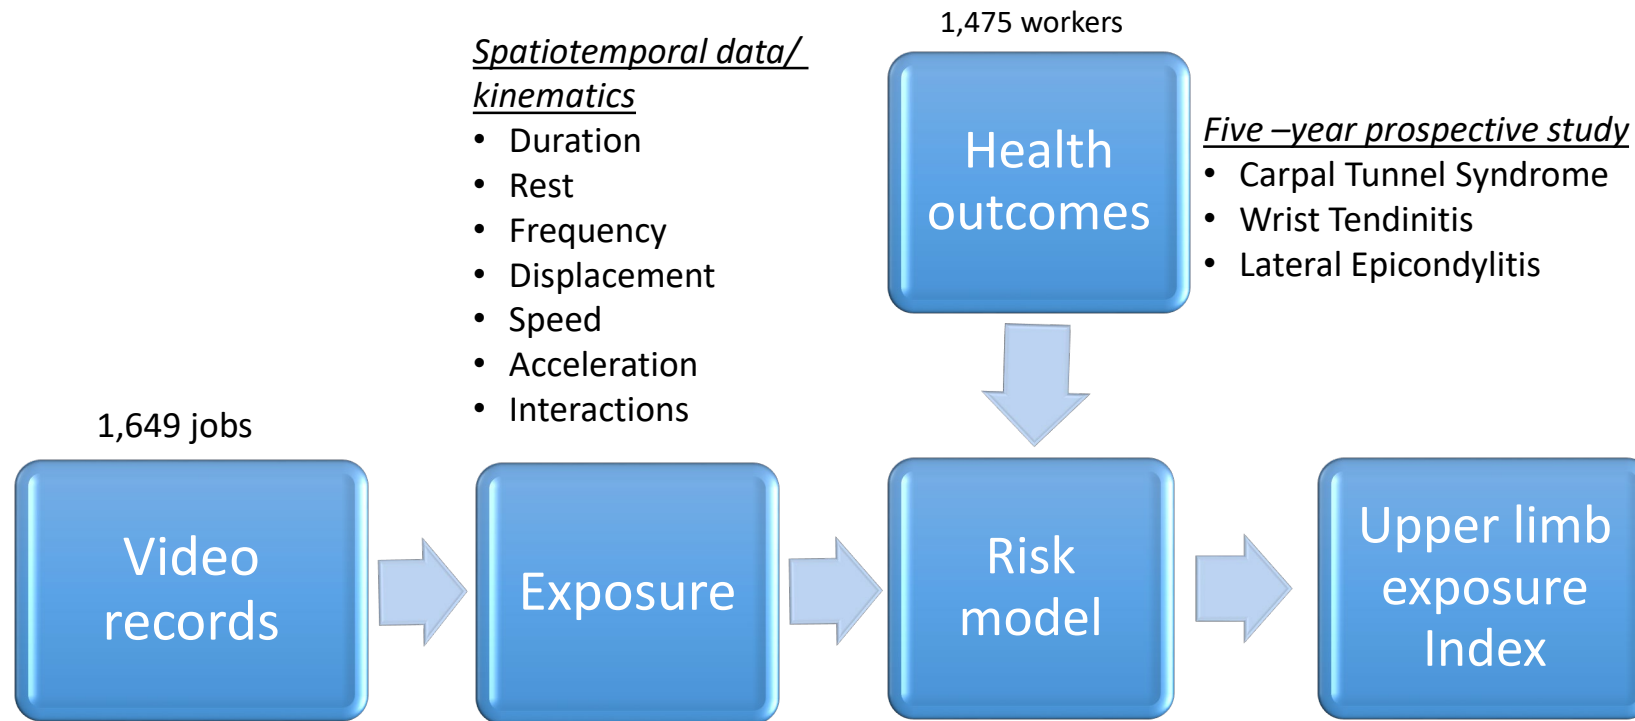 1,475 workers
Spatiotemporal data/
kinematics
• Duration
• Rest
• Frequency
• Displacement
• Speed
• Acceleration
• Interactions
Health
outcomes
Five –year prospective study
• Carpal Tunnel Syndrome
• Wrist Tendinitis
• Lateral Epicondylitis
1,649 jobs
Video
records
Exposure
Risk
model
Upper limb
exposure
Index